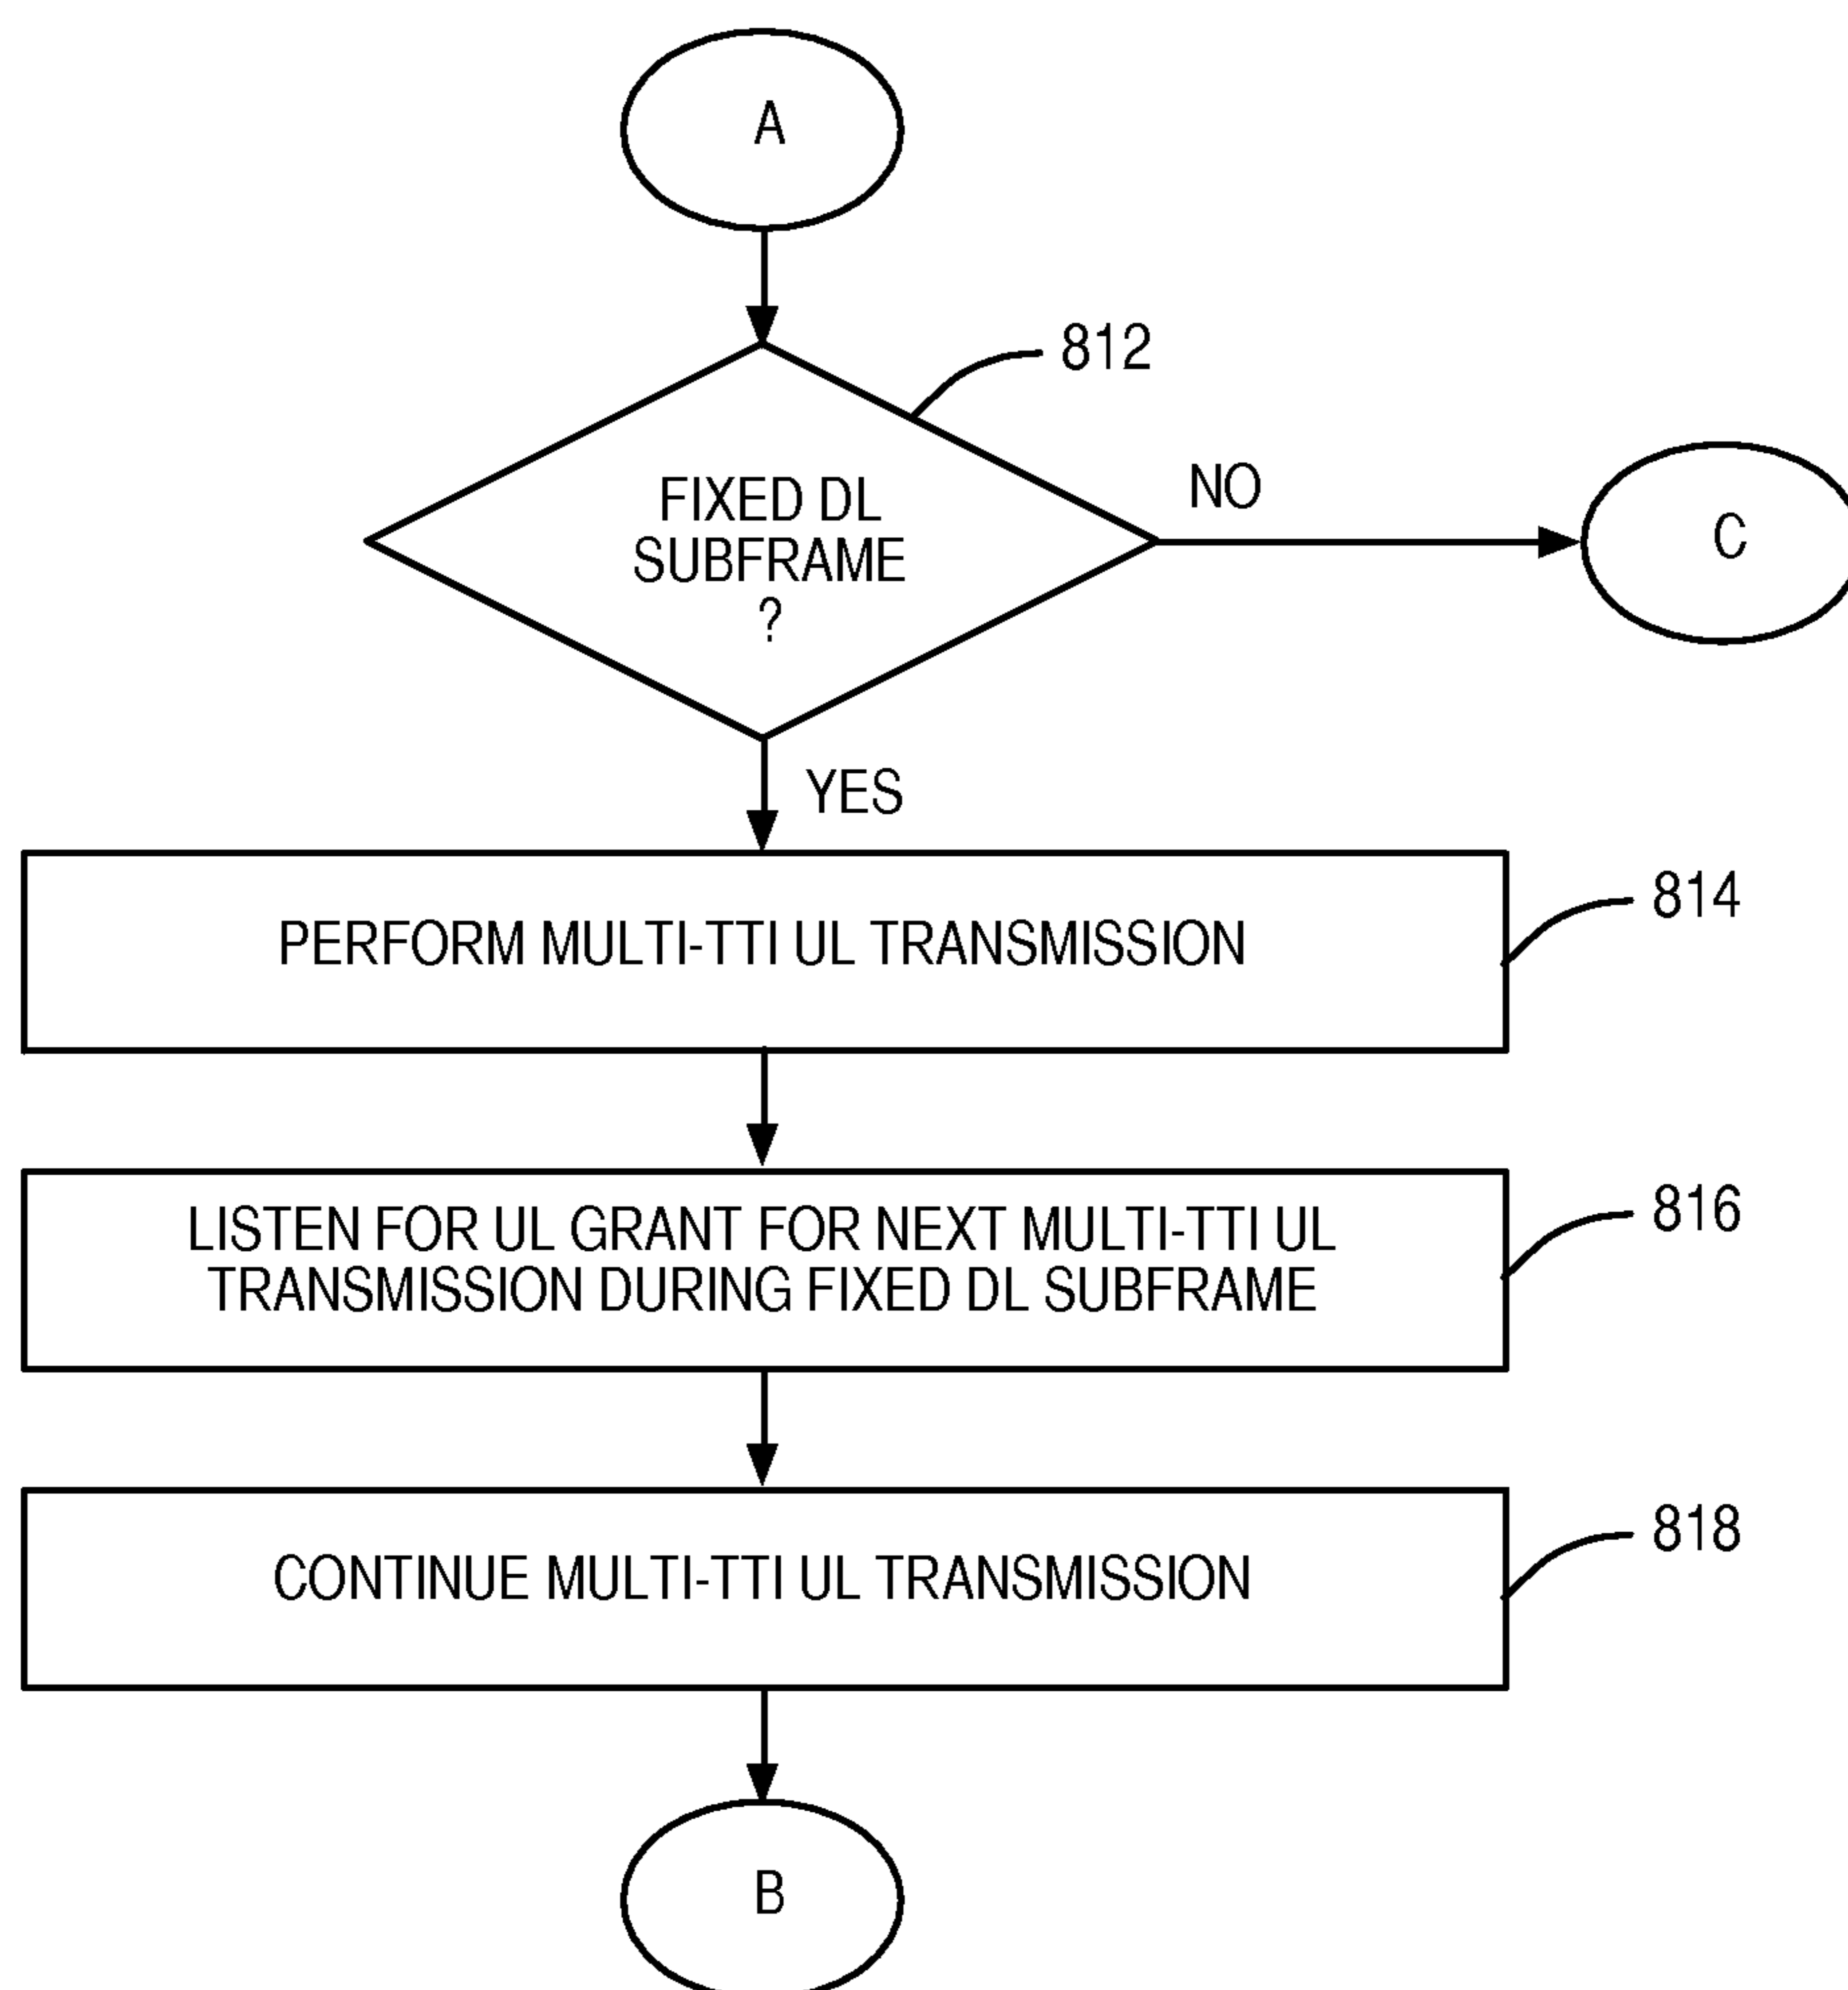 A
812
FIXED DL
SUBFRAME
?
NO
C
YES
PERFORM MULTI-TTI UL TRANSMISSION
814
LISTEN FOR UL GRANT FOR NEXT MULTI-TTI UL
TRANSMISSION DURING FIXED DL SUBFRAME
816
CONTINUE MULTI-TTI UL TRANSMISSION
818
B